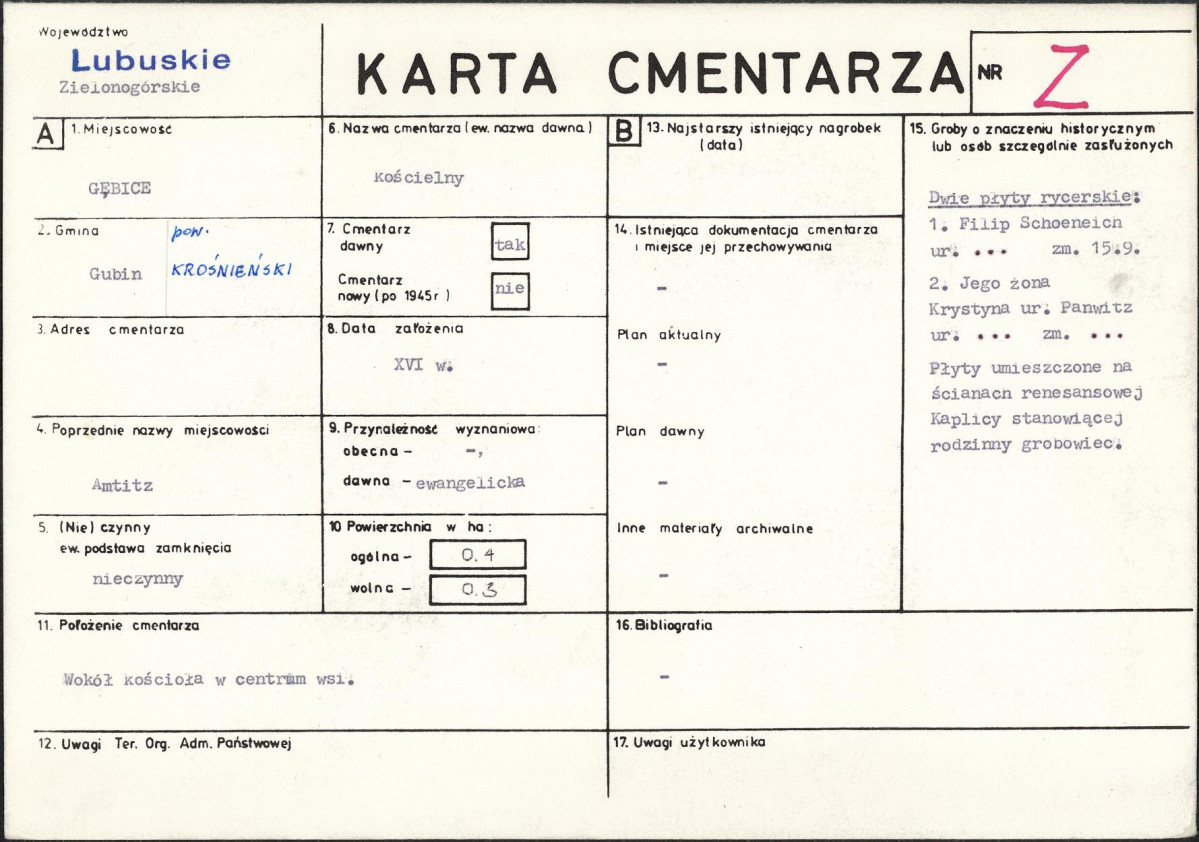 Województwo
Lubuskie
Zielonogórskie
KARTA CMENTARZA
NR Z
A
1. Miejscowość
GĘBICE
2. Gmina
Gubin
pow.
KROŚNIEŃSKI
3. Adres cmentarza
4. Poprzednie nazwy miejscowości
Amtitz
5. (Nie) czynny
ew. podstawa zamknięcia
nieczynny
6. Nazwa cmentarza (ew. nazwa dawna)
Kościelny
7. Cmentarz
dawny
tak
Cmentarz
nowy (po 1945 r)
nie
8. Data założenia
XVI w.
9. Przynależność wyznaniowa:
obecna – -,
dawna – ewangelicka
10 Powierzchnia w ha:
ogólna – 0.4
wolna – 0.3
11. Położenie cmentarza
Wokół kościoła w centrum wsi.
12. Uwagi Ter. Org. Adm. Państwowej
B
13. Najstarszy istniejący nagrobek
(data)
14. Istniejąca dokumentacja cmentarza
i miejsce jej przechowywania
-
Plan aktualny
-
Plan dawny
-
Inne materiały archiwalne
-
15. Groby o znaczeniu historycznym
lub osób szczególnie zasłużonych
Dwie płyty rycerskie:
1. Filip Schoeneich
ur. ... zm. 15.9.
2. Jego żona
Krystyna ur. Panwitz
ur. ... zm. ...
Płyty umieszczone na
ścianach renesansowej
Kaplicy stanowiącej
rodzinny grobowiec.
16. Bibliografia
-
17. Uwagi użytkownika